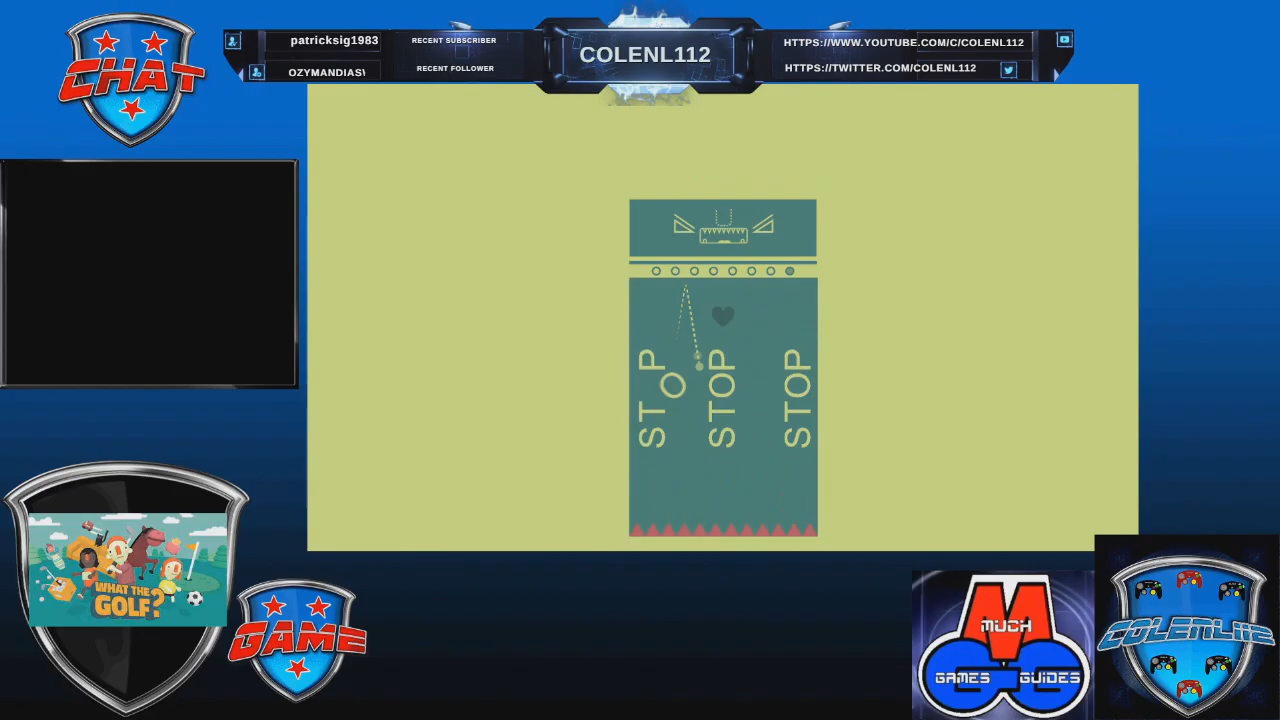 CHAT
patricksig1983
RECENT SUBSCRIBER
OZYMANDIAS\
RECENT FOLLOWER
COLENL112
HTTPS://WWW.YOUTUBE.COM/C/COLENL112
HTTPS://TWITTER.COM/COLENL112
STOP
STOP
STOP
WHAT THE
GOLF?
GAME
MUCH
GAMES GUIDES
COLENL112